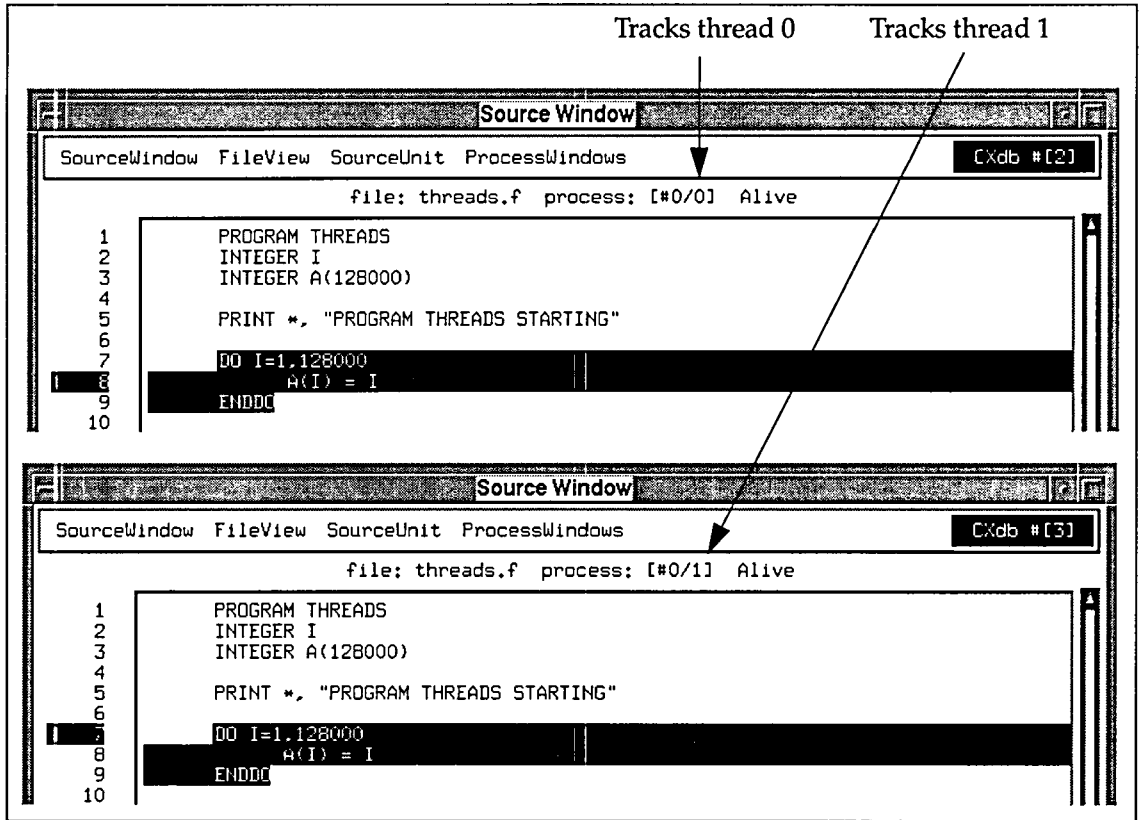 Tracks thread 0 Tracks thread 1
Source Window
SourceWindow FileView SourceUnit ProcessWindows CXdb #[2]
file: threads.f process: [#0/0] Alive
1 PROGRAM THREADS
2 INTEGER I
3 INTEGER A(128000)
4
5 PRINT *, "PROGRAM THREADS STARTING"
6
7 DO I=1,128000
8 A(I) = I
9 ENDDO
10
Source Window
SourceWindow FileView SourceUnit ProcessWindows CXdb #[3]
file: threads.f process: [#0/1] Alive
1 PROGRAM THREADS
2 INTEGER I
3 INTEGER A(128000)
4
5 PRINT *, "PROGRAM THREADS STARTING"
6
7 DO I=1,128000
8 A(I) = I
9 ENDDO
10